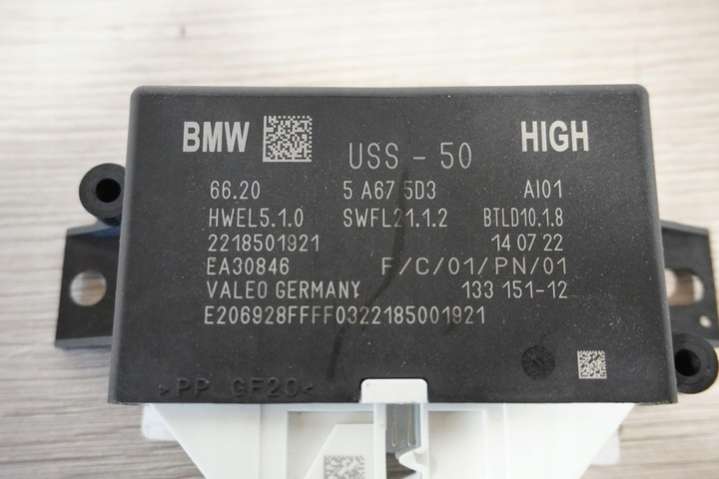 BMW USS - 50 HIGH
66.20 5 A67 5D3 AI01
HWEL5.1.0 SWFL21.1.2 BTLD10.1.8
2218501921 14 07 22
EA30846 F/C/01/PN/01
VALEO GERMANY 133 151-12
E206928FFFF0322185001921
>PP GF20<